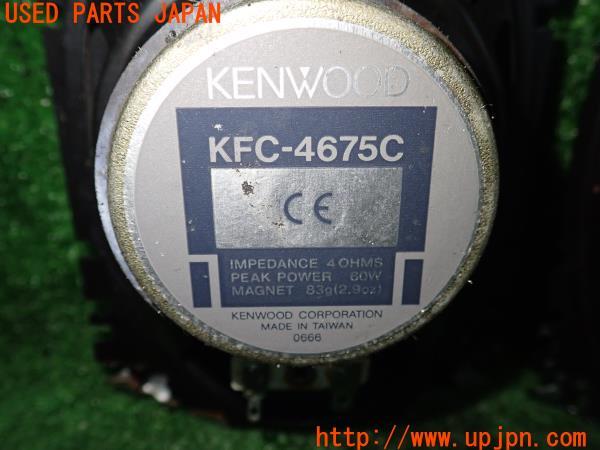 USED PARTS JAPAN
KENWOOD
KFC-4675C
CE
IMPEDANCE 4 OHMS
PEAK POWER 60W
MAGNET 83g(2.9oz)
KENWOOD CORPORATION
MADE IN TAIWAN
0666
http://www.upjpn.com/